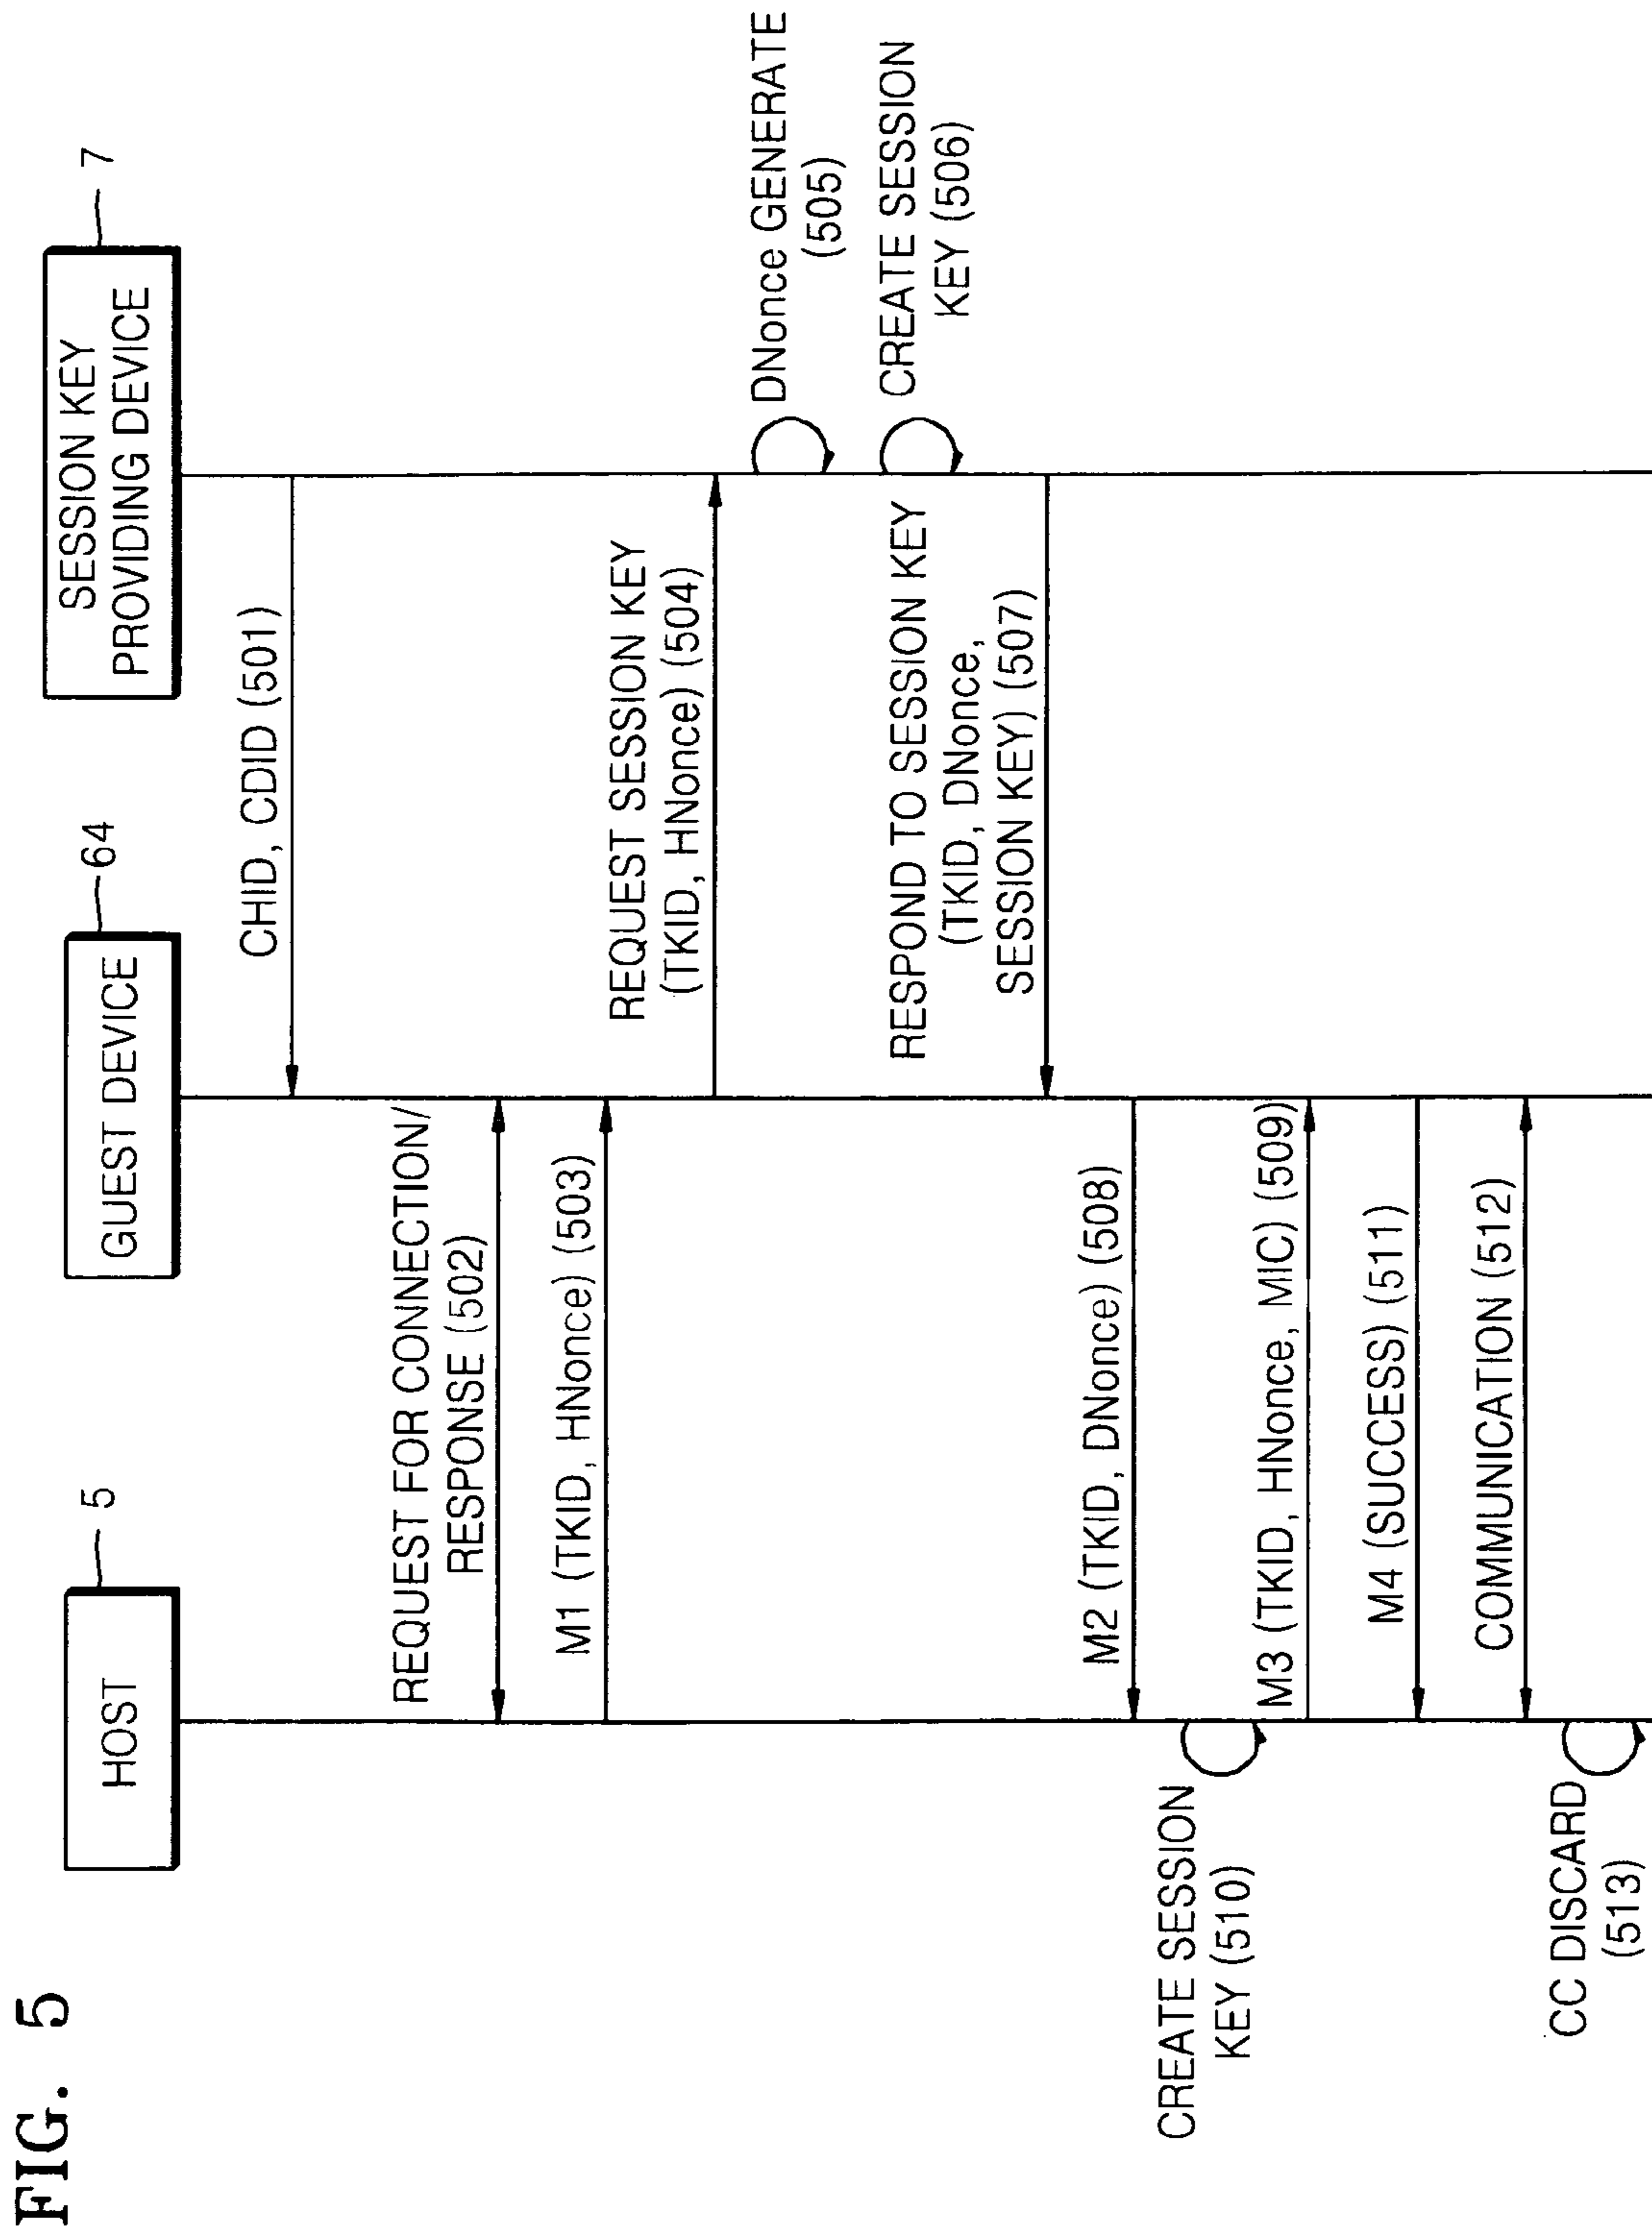 FIG. 5
HOST
5
GUEST DEVICE
64
SESSION KEY
PROVIDING DEVICE
7
CHID, CDID (501)
REQUEST FOR CONNECTION/
RESPONSE (502)
M1 (TKID, HNonce) (503)
REQUEST SESSION KEY
(TKID, HNonce) (504)
DNonce GENERATE
(505)
CREATE SESSION
KEY (506)
RESPOND TO SESSION KEY
(TKID, DNonce,
SESSION KEY) (507)
M2 (TKID, DNonce) (508)
CREATE SESSION
KEY (510)
M3 (TKID, HNonce, MIC) (509)
M4 (SUCCESS) (511)
COMMUNICATION (512)
CC DISCARD
(513)